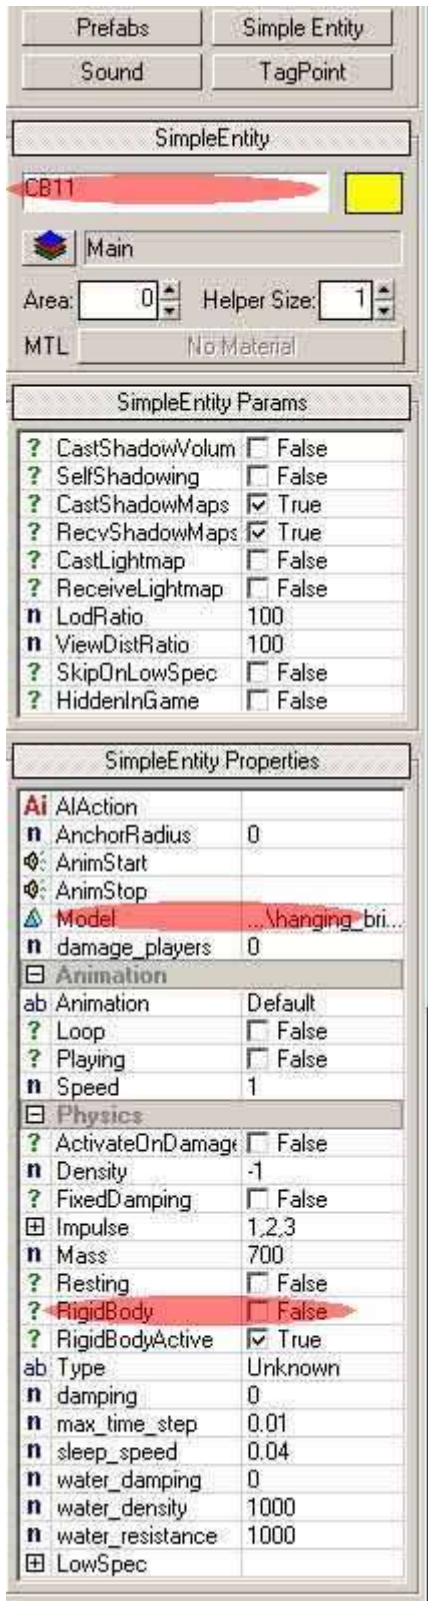 Prefabs Simple Entity
Sound TagPoint
SimpleEntity
CB11
Main
Area: 0 Helper Size: 1
MTL No Material
SimpleEntity Params
? CastShadowVolum False
? SelfShadowing False
? CastShadowMaps True
? RecvShadowMaps True
? CastLightmap False
? ReceiveLightmap False
n LodRatio 100
n ViewDistRatio 100
? SkipOnLowSpec False
? HiddenInGame False
SimpleEntity Properties
Ai AIAction
n AnchorRadius 0
AnimStart
AnimStop
Model ...\hanging_bri...
n damage_players 0
Animation
ab Animation Default
? Loop False
? Playing False
n Speed 1
Physics
? ActivateOnDamage False
n Density -1
? FixedDamping False
Impulse 1,2,3
n Mass 700
? Resting False
? RigidBody False
? RigidBodyActive True
ab Type Unknown
n damping 0
n max_time_step 0.01
n sleep_speed 0.04
n water_damping 0
n water_density 1000
n water_resistance 1000
LowSpec